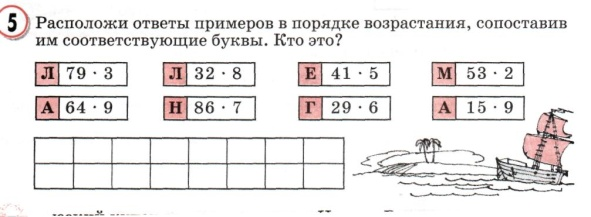 5 Расположи ответы примеров в порядке возрастания, сопоставив
им соответствующие буквы. Кто это?
Л 79 · 3 Л 32 · 8 Е 41 · 5 М 53 · 2
А 64 · 9 Н 86 · 7 Г 29 · 6 А 15 · 9